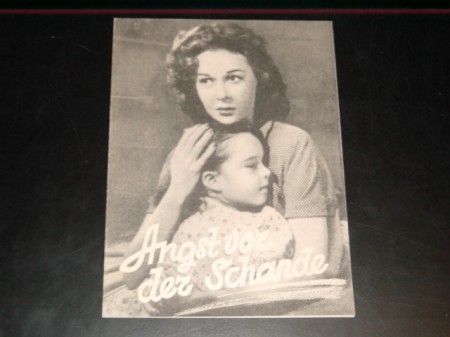 Angst vor
der Schande